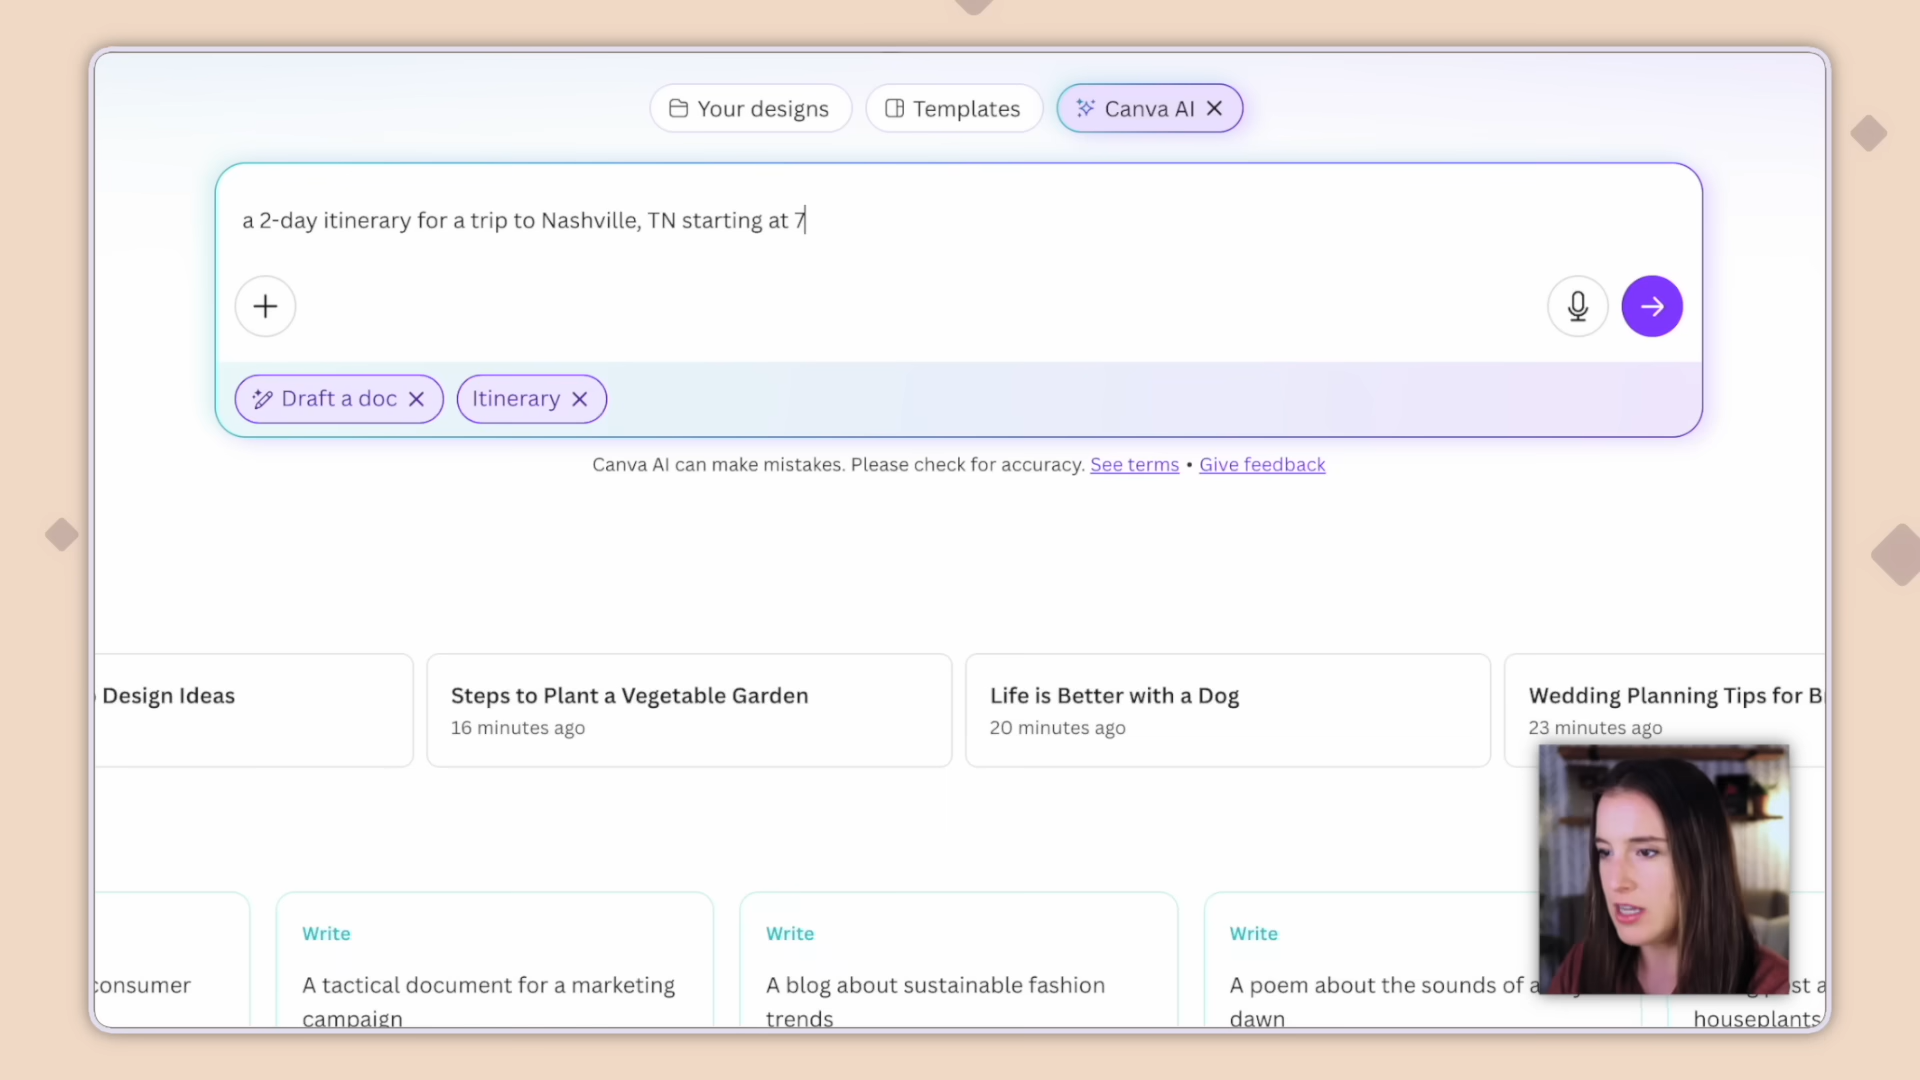 Your designs
Templates
Canva AI
a 2-day itinerary for a trip to Nashville, TN starting at 7
Draft a doc
Itinerary
Canva AI can make mistakes. Please check for accuracy. See terms • Give feedback
Design Ideas
Steps to Plant a Vegetable Garden
16 minutes ago
Life is Better with a Dog
20 minutes ago
Wedding Planning Tips for
23 minutes ago
consumer
Write
A tactical document for a marketing
campaign
Write
A blog about sustainable fashion
trends
Write
A poem about the sounds of
dawn
houseplants